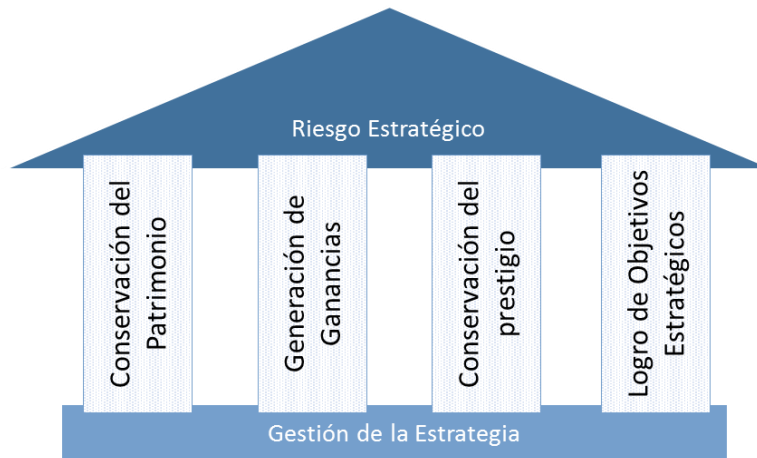 Riesgo Estratégico
Conservación del
Patrimonio
Generación de
Ganancias
Conservación del
prestigio
Logro de Objetivos
Estratégicos
Gestión de la Estrategia